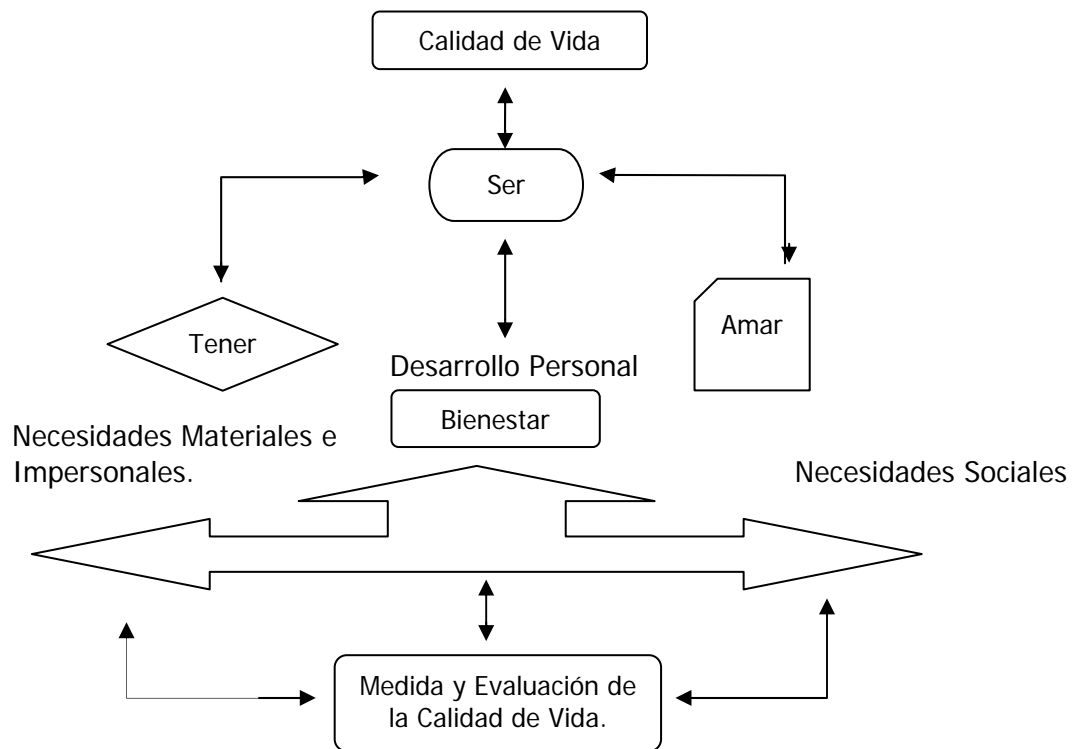 Calidad de Vida
Ser
Tener
Amar
Desarrollo Personal
Bienestar
Necesidades Materiales e
Impersonales.
Necesidades Sociales
Medida y Evaluación de
la Calidad de Vida.